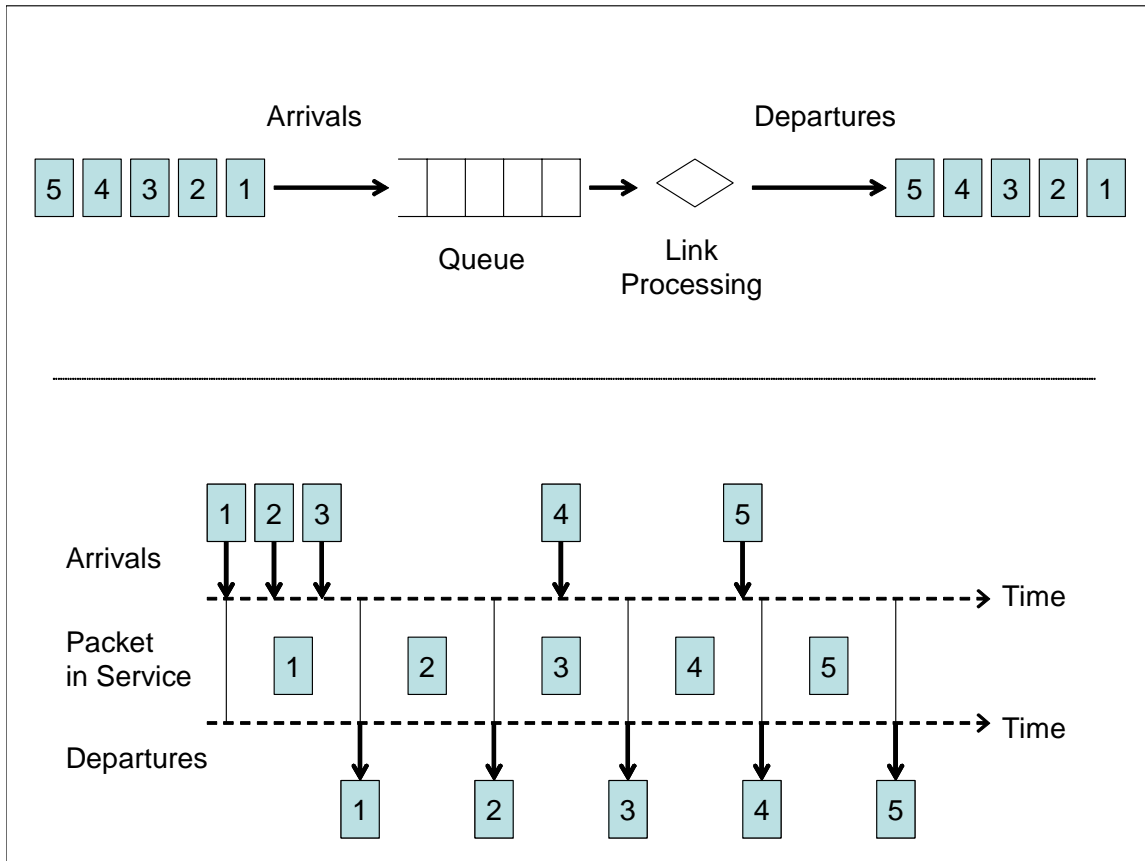 Arrivals
Departures
5 4 3 2 1
5 4 3 2 1
Queue
Link
Processing
1 2 3 4 5
Arrivals
Time
Packet
in Service
1 2 3 4 5
Time
Departures
1 2 3 4 5